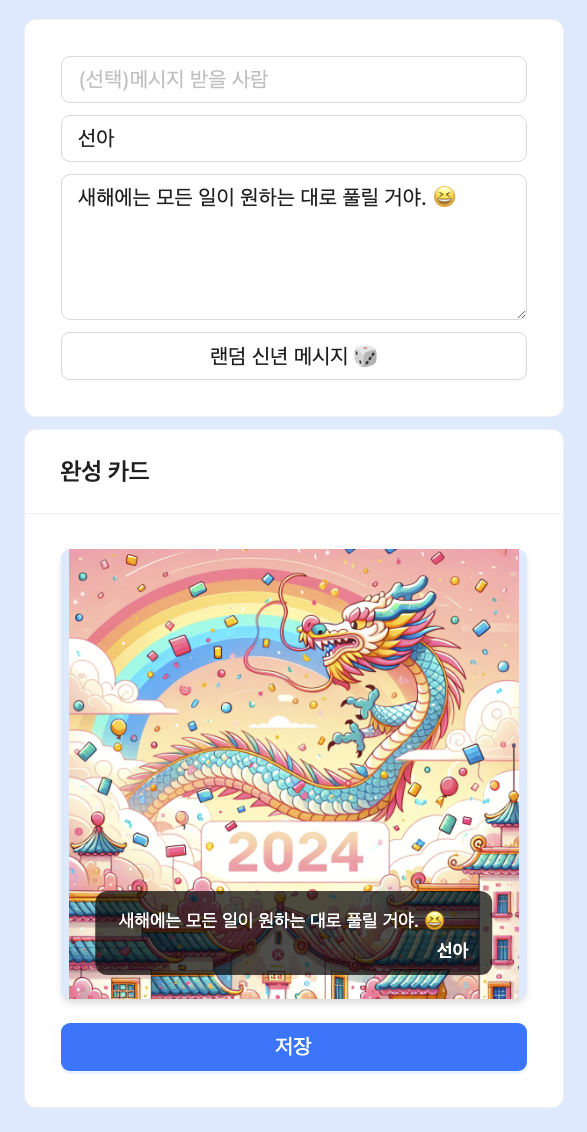 (선택)메시지 받을 사람
선아
새해에는 모든 일이 원하는 대로 풀릴 거야. 😆
랜덤 신년 메시지 🎲
완성 카드
2024
새해에는 모든 일이 원하는 대로 풀릴 거야. 😆
선아
저장